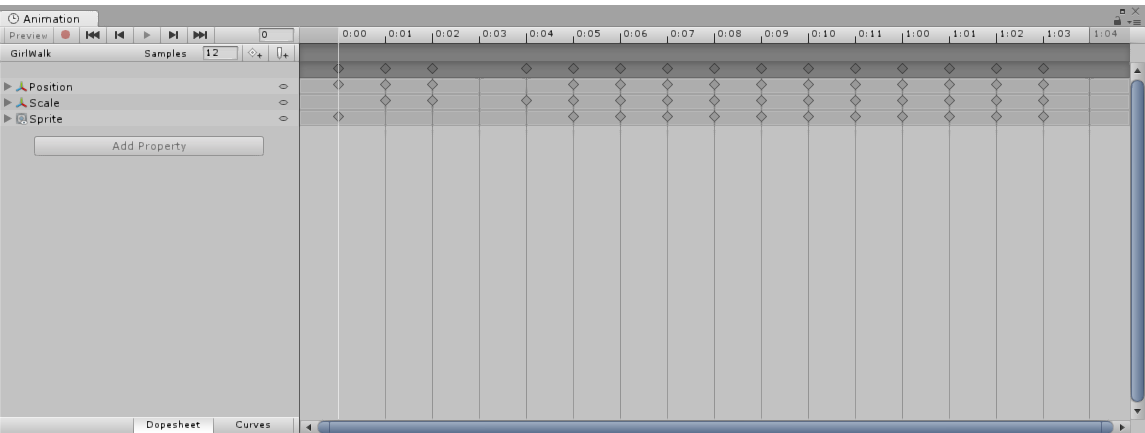 Animation
Preview 0 0:00 0:01 0:02 0:03 0:04 0:05 0:06 0:07 0:08 0:09 0:10 0:11 1:00 1:01 1:02 1:03 1:04
GirlWalk Samples 12
Position
Scale
Sprite
Add Property
Dopesheet Curves